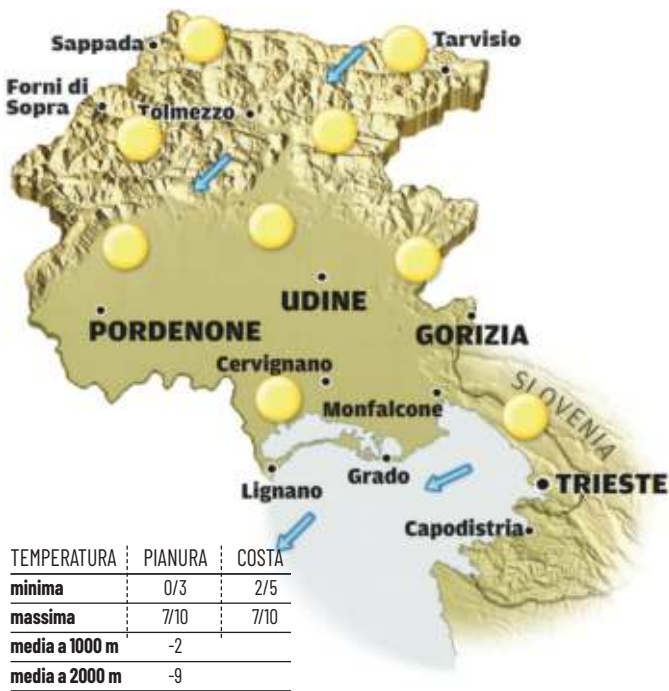 Sappada
Tarvisio
Forni di
Sopra
Tolmezzo
UDINE
PORDENONE
GORIZIA
Cervignano
SLOVENIA
Monfalcone
Grado
Lignano
TRIESTE
Capodistria
TEMPERATURA PIANURA COSTA
minima 0/3 2/5
massima 7/10 7/10
media a 1000 m -2
media a 2000 m -9